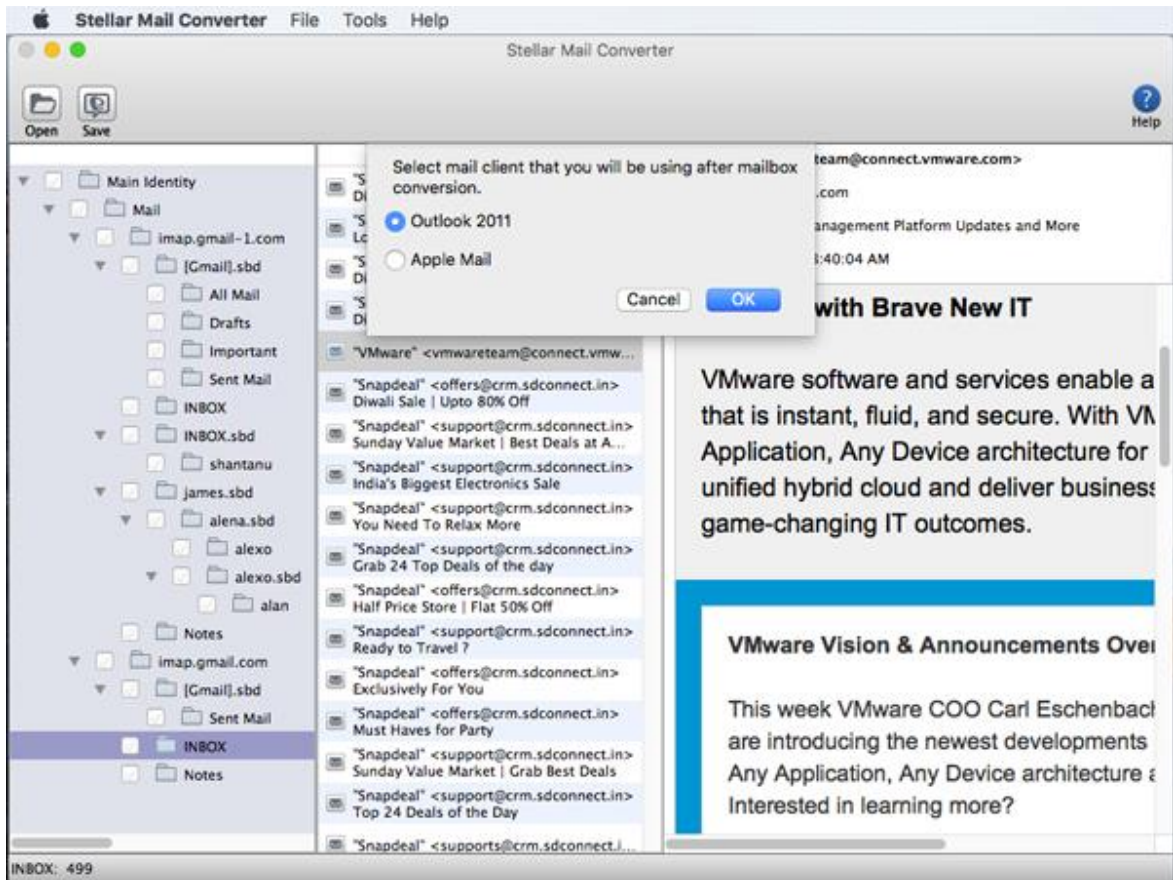 Stellar Mail Converter File Tools Help
Stellar Mail Converter
Open Save
Help
Main Identity
Mail
imap.gmail-1.com
[Gmail].sbd
All Mail
Drafts
Important
Sent Mail
INBOX
INBOX.sbd
shantanu
james.sbd
alena.sbd
alexo
alexo.sbd
alan
Notes
imap.gmail.com
[Gmail].sbd
Sent Mail
INBOX
Notes
Select mail client that you will be using after mailbox
conversion.
Outlook 2011
Apple Mail
Cancel OK
"VMware" <vmwareteam@connect.vmw...
"Snapdeal" <offers@crm.sdconnect.in>
Diwali Sale | Upto 80% Off
"Snapdeal" <support@crm.sdconnect.in>
Sunday Value Market | Best Deals at A...
"Snapdeal" <support@crm.sdconnect.in>
India's Biggest Electronics Sale
"Snapdeal" <support@crm.sdconnect.in>
You Need To Relax More
"Snapdeal" <support@crm.sdconnect.in>
Grab 24 Top Deals of the day
"Snapdeal" <offers@crm.sdconnect.in>
Half Price Store | Flat 50% Off
"Snapdeal" <support@crm.sdconnect.in>
Ready to Travel ?
"Snapdeal" <support@crm.sdconnect.in>
Exclusively For You
"Snapdeal" <offers@crm.sdconnect.in>
Must Haves for Party
"Snapdeal" <support@crm.sdconnect.in>
Sunday Value Market | Grab Best Deals
"Snapdeal" <support@crm.sdconnect.in>
Top 24 Deals of the Day
"Snapdeal" <supports@crm.sdconnect.i...
team@connect.vmware.com>
.com
anagement Platform Updates and More
:40:04 AM
with Brave New IT
VMware software and services enable a
that is instant, fluid, and secure. With VM
Application, Any Device architecture for
unified hybrid cloud and deliver business
game-changing IT outcomes.
VMware Vision & Announcements Over
This week VMware COO Carl Eschenbach
are introducing the newest developments
Any Application, Any Device architecture a
Interested in learning more?
INBOX: 499